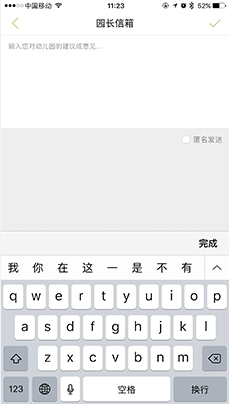 中国移动 11:23 52%
园长信箱
输入您对幼儿园的建议或意见...
匿名发送
完成
我 你 在 这 一 是 不 有
q w e r t y u i o p
a s d f g h j k l
z x c v b n m
123 空格 换行